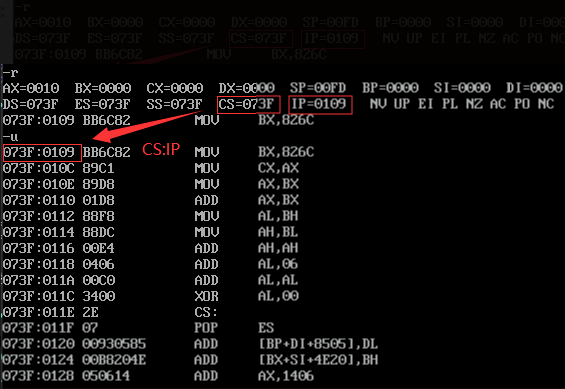 -r
AX=0010 BX=0000 CX=0000 DX=0000 SP=00FD BP=0000 SI=0000 DI=0000
DS=073F ES=073F SS=073F CS=073F IP=0109 NV UP EI PL NZ AC PO NC
073F:0109 BB6C82 MOV BX,826C
-r
AX=0010 BX=0000 CX=0000 DX=0000 SP=00FD BP=0000 SI=0000 DI=0000
DS=073F ES=073F SS=073F CS=073F IP=0109 NV UP EI PL NZ AC PO NC
073F:0109 BB6C82 MOV BX,826C
-u
073F:0109 BB6C82 MOV BX,826C
CS:IP
073F:010C 89C1 MOV CX,AX
073F:010E 89D8 MOV AX,BX
073F:0110 01D8 ADD AX,BX
073F:0112 88F8 MOV AL,BH
073F:0114 88DC MOV AH,BL
073F:0116 00E4 ADD AH,AH
073F:0118 0406 ADD AL,06
073F:011A 00C0 ADD AL,AL
073F:011C 3400 XOR AL,00
073F:011E 2E CS:
073F:011F 07 POP ES
073F:0120 00930585 ADD [BP+DI+8505],DL
073F:0124 00B8204E ADD [BX+SI+4E20],BH
073F:0128 050614 ADD AX,1406